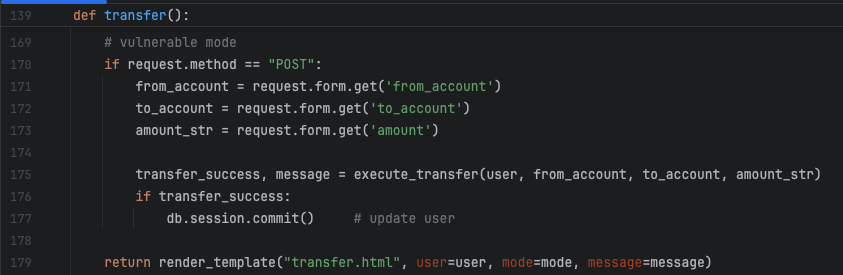 139 def transfer():
169 # vulnerable mode
170 if request.method == "POST":
171 from_account = request.form.get('from_account')
172 to_account = request.form.get('to_account')
173 amount_str = request.form.get('amount')
174
175 transfer_success, message = execute_transfer(user, from_account, to_account, amount_str)
176 if transfer_success:
177 db.session.commit() # update user
178
179 return render_template("transfer.html", user=user, mode=mode, message=message)